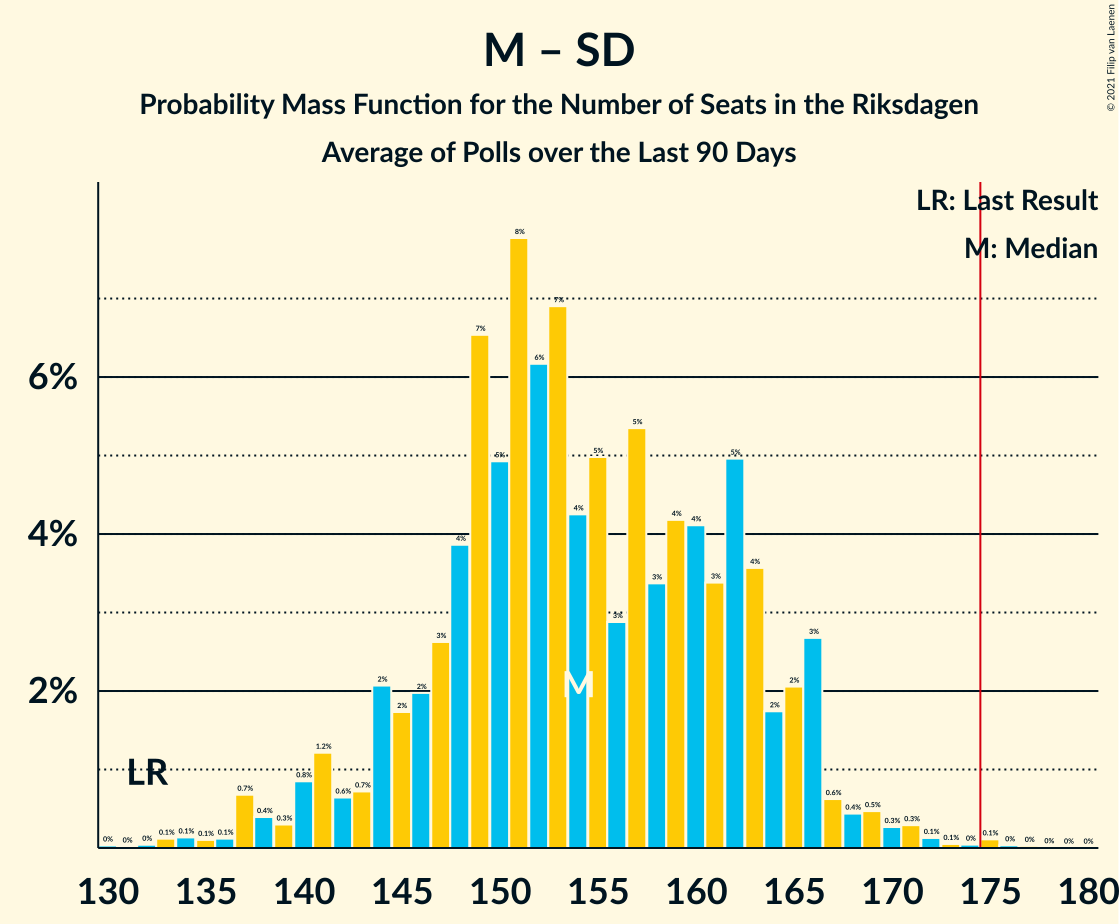 M – SD
Probability Mass Function for the Number of Seats in the Riksdagen
Average of Polls over the Last 90 Days
© 2021 Filip van Laenen
LR: Last Result
M: Median
6%
4%
2%
0% 0% 0% 0.1% 0.1% 0.1% 0.1% 0.7% 0.4% 0.3% 0.8% 1.2% 0.6% 0.7% 2% 2% 2% 3% 4% 7% 5% 8% 6% 7% 4% 5% 3% 5% 3% 4% 4% 3% 5% 4% 2% 2% 3% 0.6% 0.4% 0.5% 0.3% 0.3% 0.1% 0.1% 0% 0.1% 0% 0% 0% 0% 0%
M
LR
130 135 140 145 150 155 160 165 170 175 180